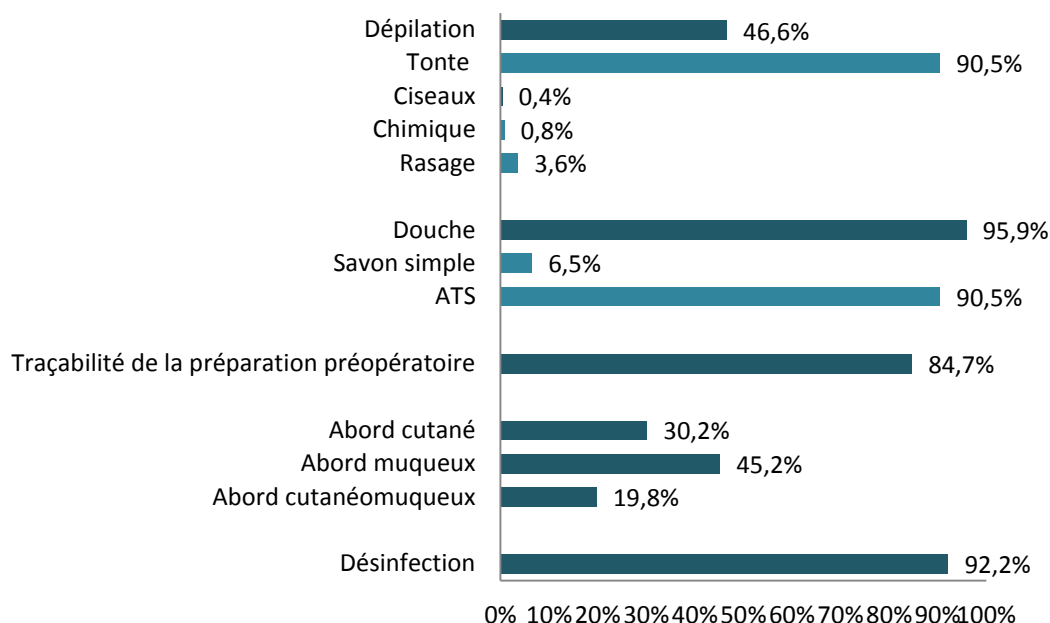 Dépilation 46,6%
Tonte 90,5%
Ciseaux 0,4%
Chimique 0,8%
Rasage 3,6%
Douche 95,9%
Savon simple 6,5%
ATS 90,5%
Traçabilité de la préparation préopératoire 84,7%
Abord cutané 30,2%
Abord muqueux 45,2%
Abord cutanéomuqueux 19,8%
Désinfection 92,2%
0% 10% 20% 30% 40% 50% 60% 70% 80% 90% 100%